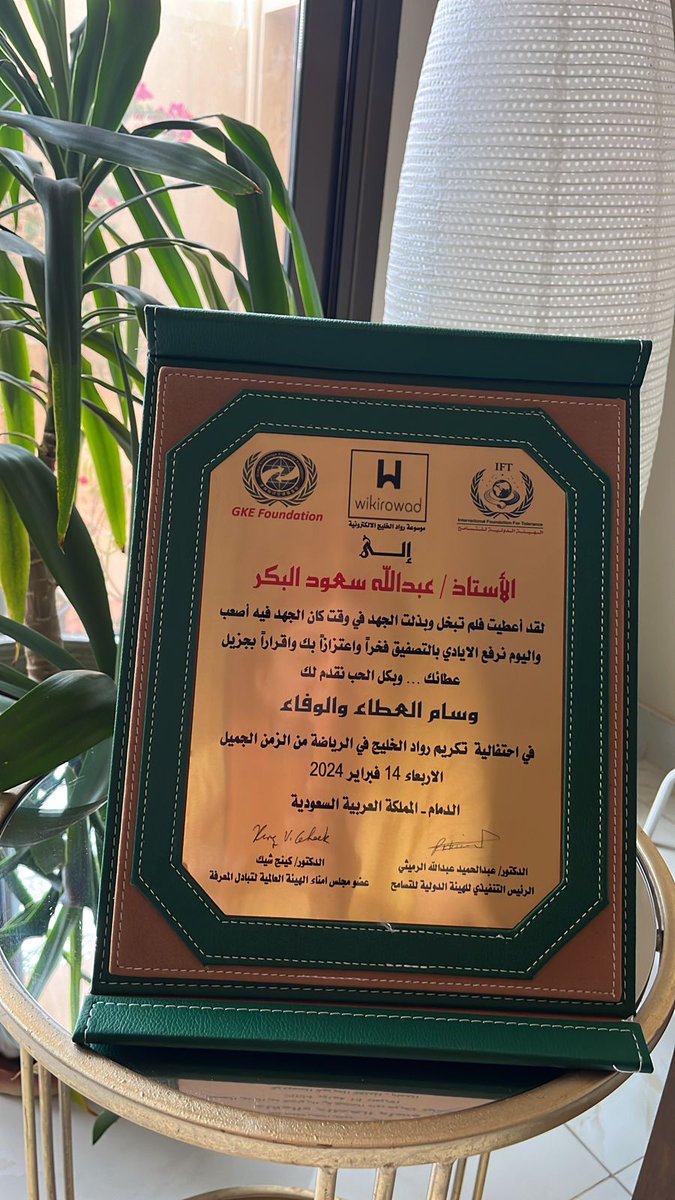 GKE Foundation
wikirowad
موسوعة رواد الخليج الالكترونية
IFT
International Foundation For Tolerance
الهيئة الدولية للتسامح
إلى
الأستاذ / عبدالله سعود البكر
لقد أعطيت فلم تبخل وبذلت الجهد في وقت كان الجهد فيه أصعب
واليوم نرفع الايادي بالتصفيق فخراً واعتزازاً بك واقراراً بجزيل
عطائك ... وبكل الحب نقدم لك
وسام العطاء والوفاء
في احتفالية تكريم رواد الخليج في الرياضة من الزمن الجميل
الاربعاء 14 فبراير 2024
الدمام - المملكة العربية السعودية
الدكتور/ عبدالحميد عبدالله الرميثي
الرئيس التنفيذي للهيئة الدولية للتسامح
الدكتور/ كينج شيك
عضو مجلس امناء الهيئة العالمية لتبادل المعرفة